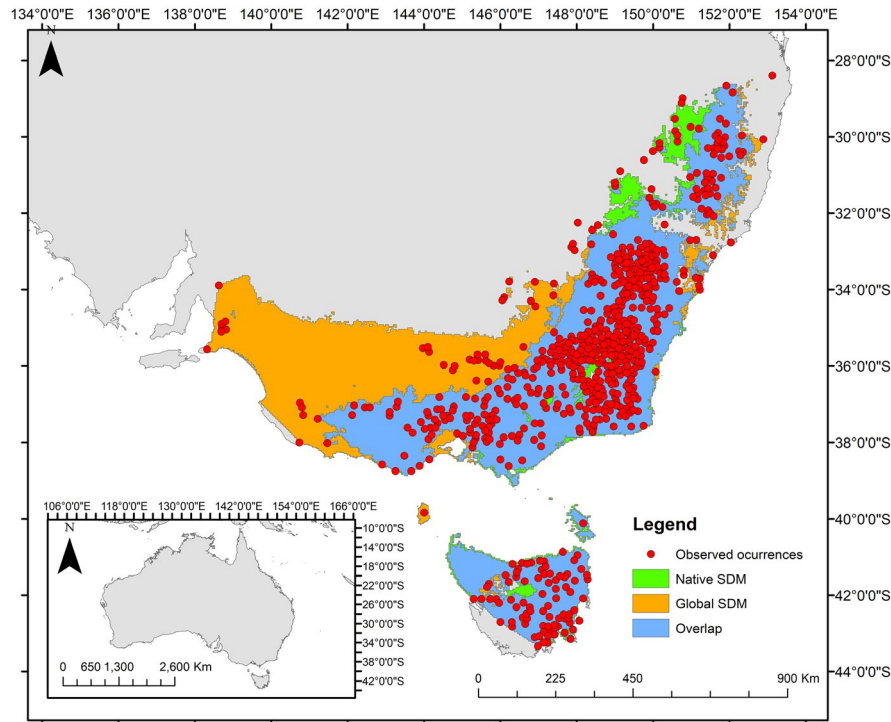 134°0'0"E 136°0'0"E 138°0'0"E 140°0'0"E 142°0'0"E 144°0'0"E 146°0'0"E 148°0'0"E 150°0'0"E 152°0'0"E 154°0'0"E
N
28°0'0"S
30°0'0"S
32°0'0"S
34°0'0"S
36°0'0"S
38°0'0"S
40°0'0"S
42°0'0"S
44°0'0"S
106°0'0"E 118°0'0"E 130°0'0"E 142°0'0"E 154°0'0"E 166°0'0"E
N
10°0'0"S
14°0'0"S
18°0'0"S
22°0'0"S
26°0'0"S
30°0'0"S
34°0'0"S
38°0'0"S
42°0'0"S
0 650 1,300 2,600 Km
Legend
Observed ocurrences
Native SDM
Global SDM
Overlap
0 225 450 900 Km